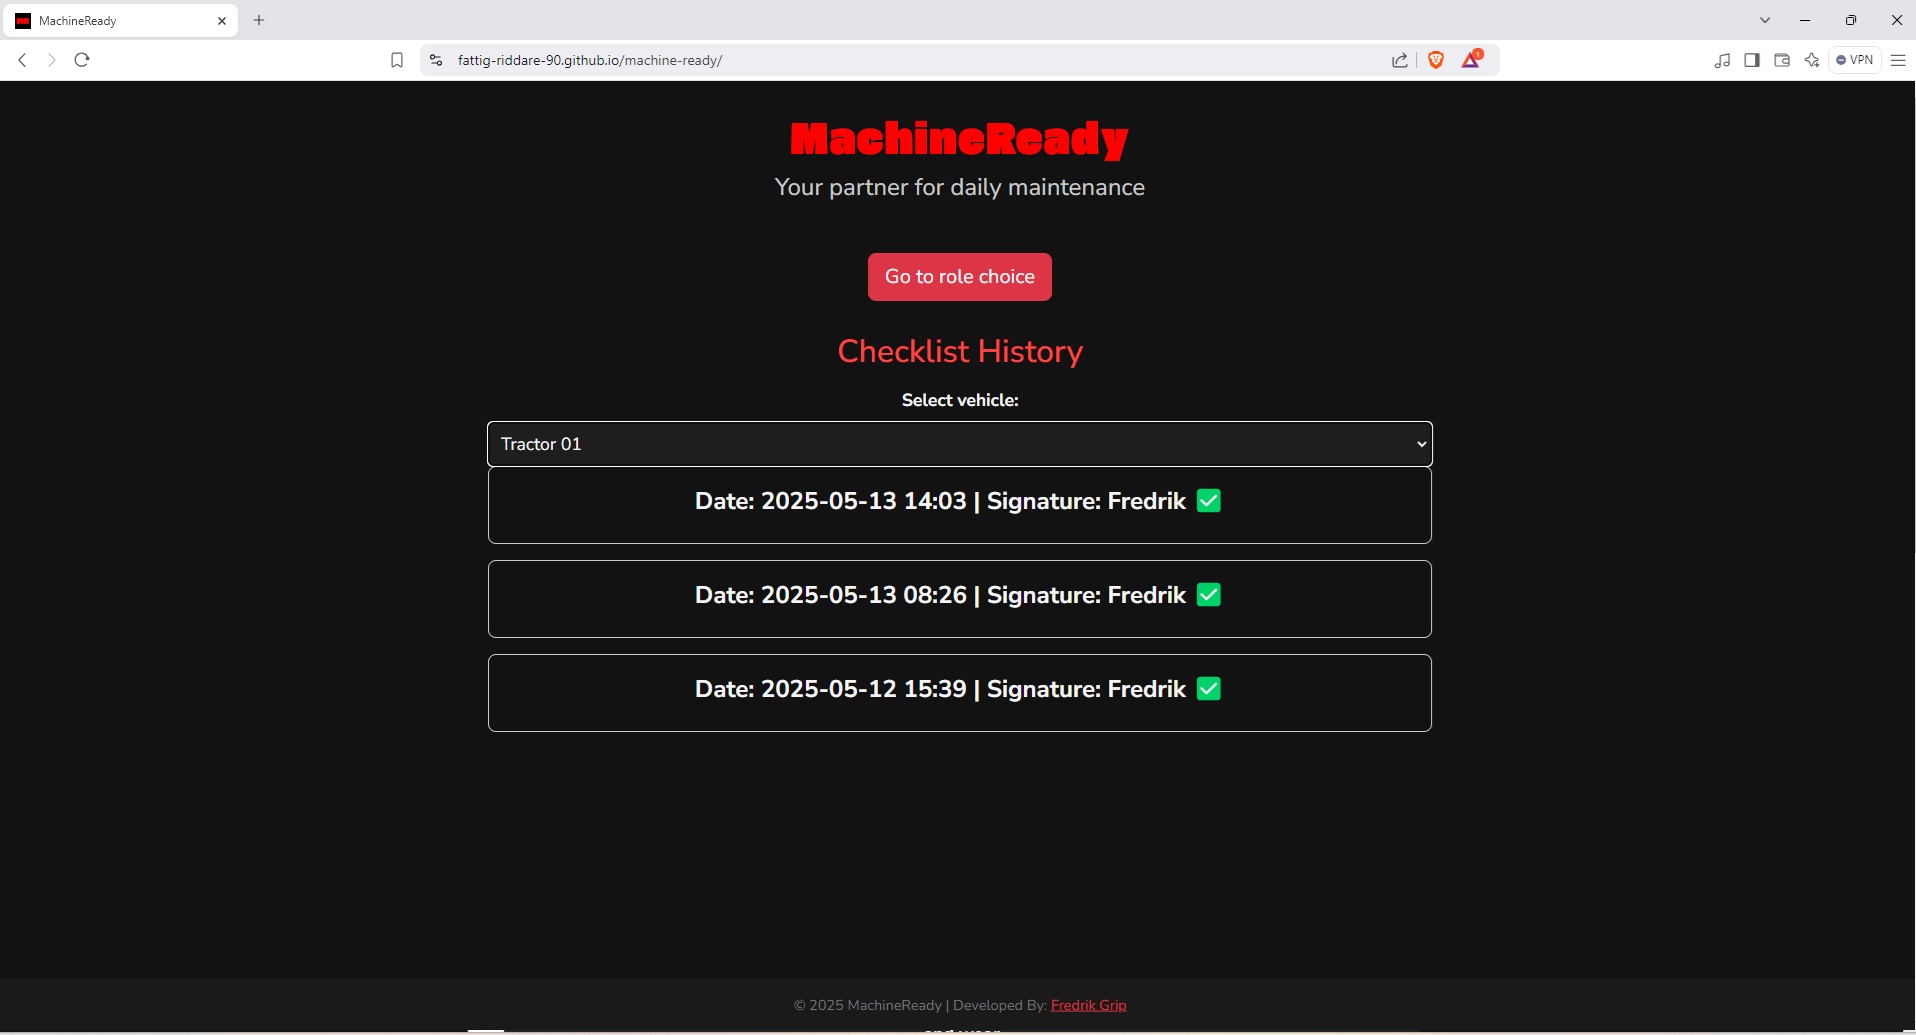 MachineReady
fattig-riddare-90.github.io/machine-ready/
1
VPN
MachineReady
Your partner for daily maintenance
Go to role choice
Checklist History
Select vehicle:
Tractor 01
Date: 2025-05-13 14:03 | Signature: Fredrik ✅
Date: 2025-05-13 08:26 | Signature: Fredrik ✅
Date: 2025-05-12 15:39 | Signature: Fredrik ✅
© 2025 MachineReady | Developed By: Fredrik Grip